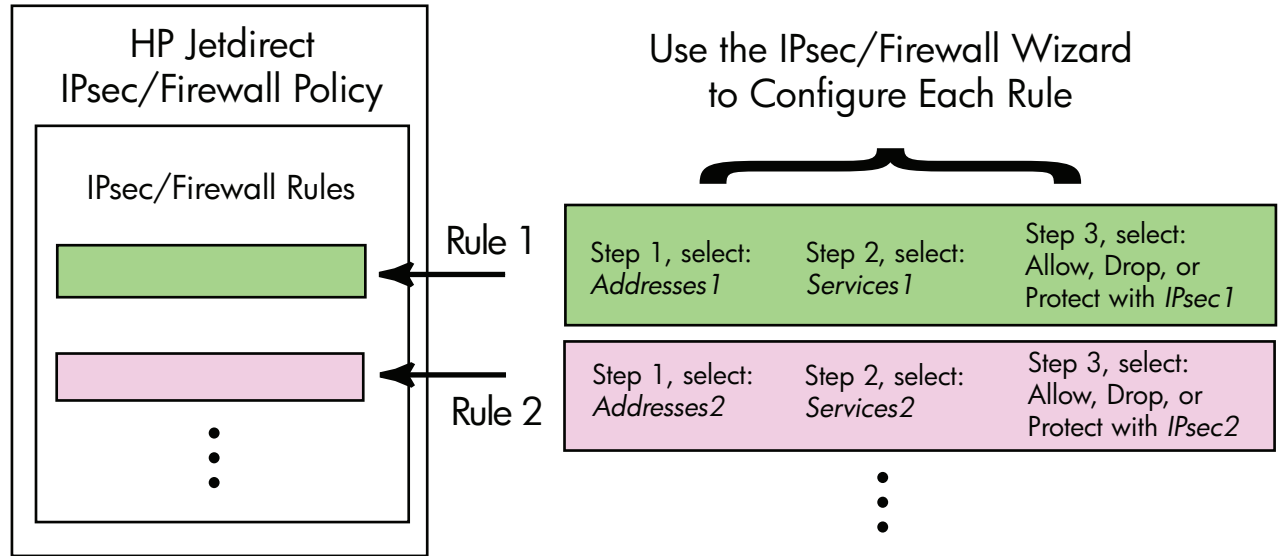 HP Jetdirect
IPsec/Firewall Policy
IPsec/Firewall Rules
Use the IPsec/Firewall Wizard
to Configure Each Rule
Rule 1
Step 1, select:
Addresses1
Step 2, select:
Services1
Step 3, select:
Allow, Drop, or
Protect with IPsec1
Rule 2
Step 1, select:
Addresses2
Step 2, select:
Services2
Step 3, select:
Allow, Drop, or
Protect with IPsec2